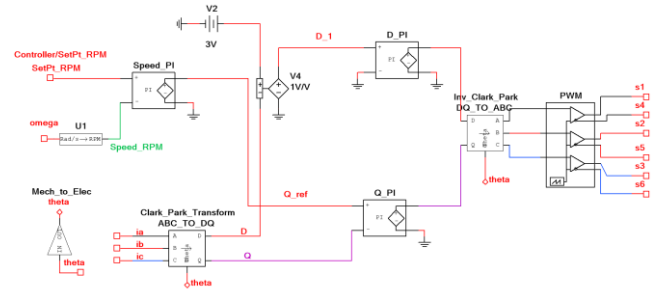 V2
3V
D_1
D_PI
+
PI
-
Controller/SetPt_RPM
SetPt_RPM
Speed_PI
+
PI
-
V4
1V/V
Inv_Clark_Park
DQ_TO_ABC
D
A
B
Q
C
theta
PWM
s1
s4
s2
s5
s3
s6
omega
U1
Rad/s→RPM
Speed_RPM
Mech_to_Elec
theta
OUT
IN
theta
Clark_Park_Transform
ABC_TO_DQ
ia
ib
ic
A
B
C
D
Q
theta
D
Q
Q_ref
Q_PI
+
PI
-